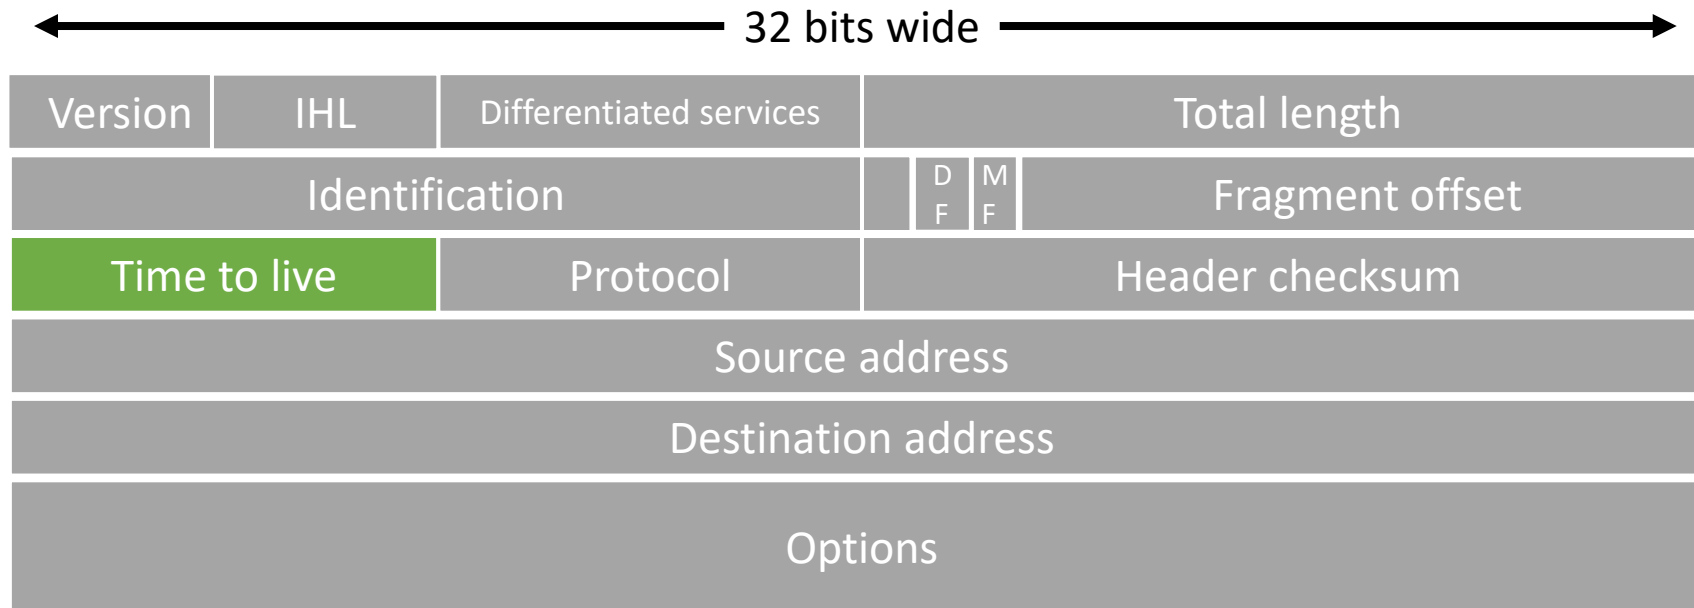 32 bits wide
Version IHL Differentiated services Total length
Identification D F M F Fragment offset
Time to live Protocol Header checksum
Source address
Destination address
Options